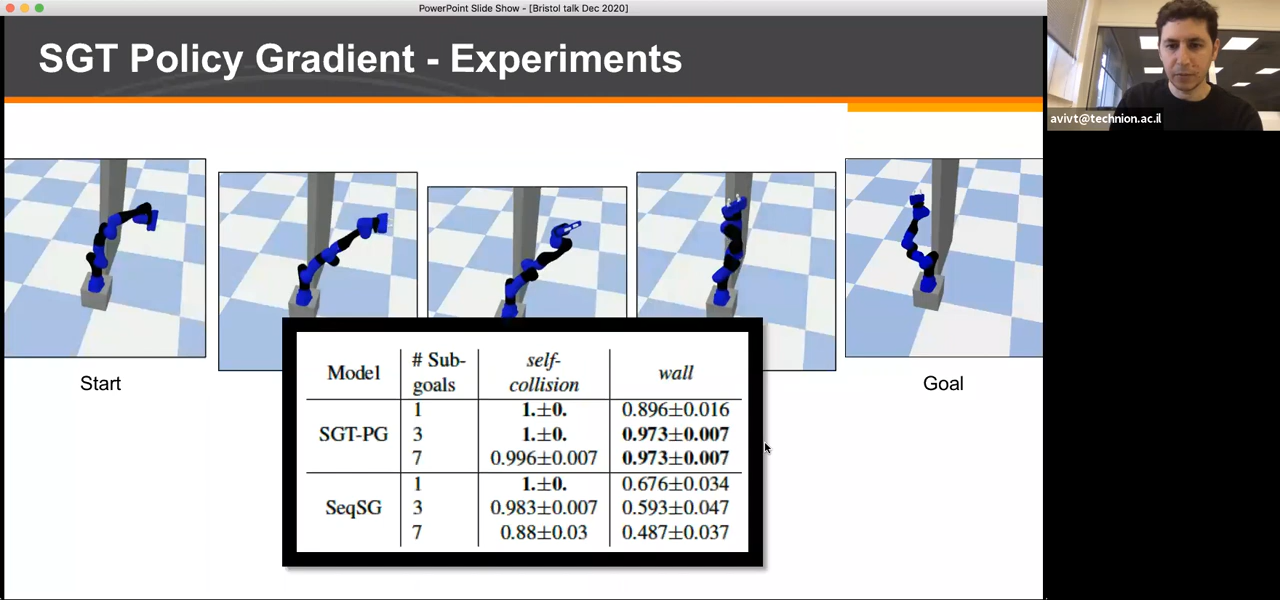 PowerPoint Slide Show - [Bristol talk Dec 2020]
SGT Policy Gradient - Experiments
avivt@technion.ac.il
Start
Goal
Model # Sub-goals self-collision wall
SGT-PG
1 1.±0. 0.896±0.016
3 1.±0. 0.973±0.007
7 0.996±0.007 0.973±0.007
SeqSG
1 1.±0. 0.676±0.034
3 0.983±0.007 0.593±0.047
7 0.88±0.03 0.487±0.037